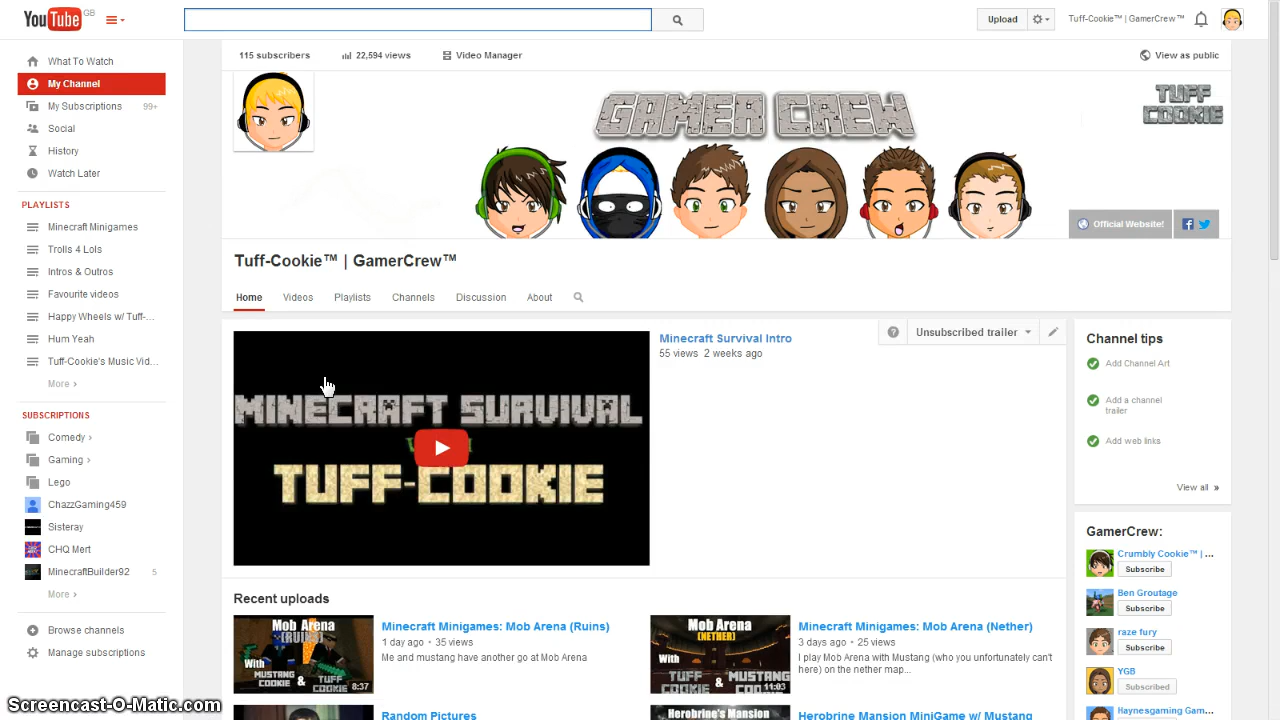 YouTube GB
Upload
Tuff-Cookie™ | GamerCrew™
What To Watch
My Channel
My Subscriptions 99+
Social
History
Watch Later
PLAYLISTS
Minecraft Minigames
Trolls 4 Lols
Intros & Outros
Favourite videos
Happy Wheels w/ Tuff-...
Hum Yeah
Tuff-Cookie's Music Vid...
More ›
SUBSCRIPTIONS
Comedy ›
Gaming ›
Lego
ChazzGaming459
Sisteray
CHQ Mert
MinecraftBuilder92 5
More ›
Browse channels
Manage subscriptions
115 subscribers 22,594 views Video Manager View as public
GAMER CREW
TUFF
COOKIE
Official Website!
Tuff-Cookie™ | GamerCrew™
Home Videos Playlists Channels Discussion About
MINECRAFT SURVIVAL
TUFF-COOKIE
Minecraft Survival Intro
55 views 2 weeks ago
? Unsubscribed trailer
Recent uploads
Mob Arena
(RUINS)
With
MUSTANG
COOKIE & TUFF
COOKIE
8:37
Minecraft Minigames: Mob Arena (Ruins)
1 day ago • 35 views
Me and mustang have another go at Mob Arena
Mob Arena
(NETHER)
With
TUFF
COOKIE & MUSTANG
COOKIE
11:03
Minecraft Minigames: Mob Arena (Nether)
3 days ago • 25 views
I play Mob Arena with Mustang (who you unfortunately can't
here) on the nether map...
Random Pictures
Herobrine's Mansion
Herobrine Mansion MiniGame w/ Mustang
Channel tips
Add Channel Art
Add a channel
trailer
Add web links
View all »
GamerCrew:
Crumbly Cookie™ | ...
Subscribe
Ben Groutage
Subscribe
raze fury
Subscribe
YGB
Subscribed
Haynesgaming Gam...
Screencast-O-Matic.com